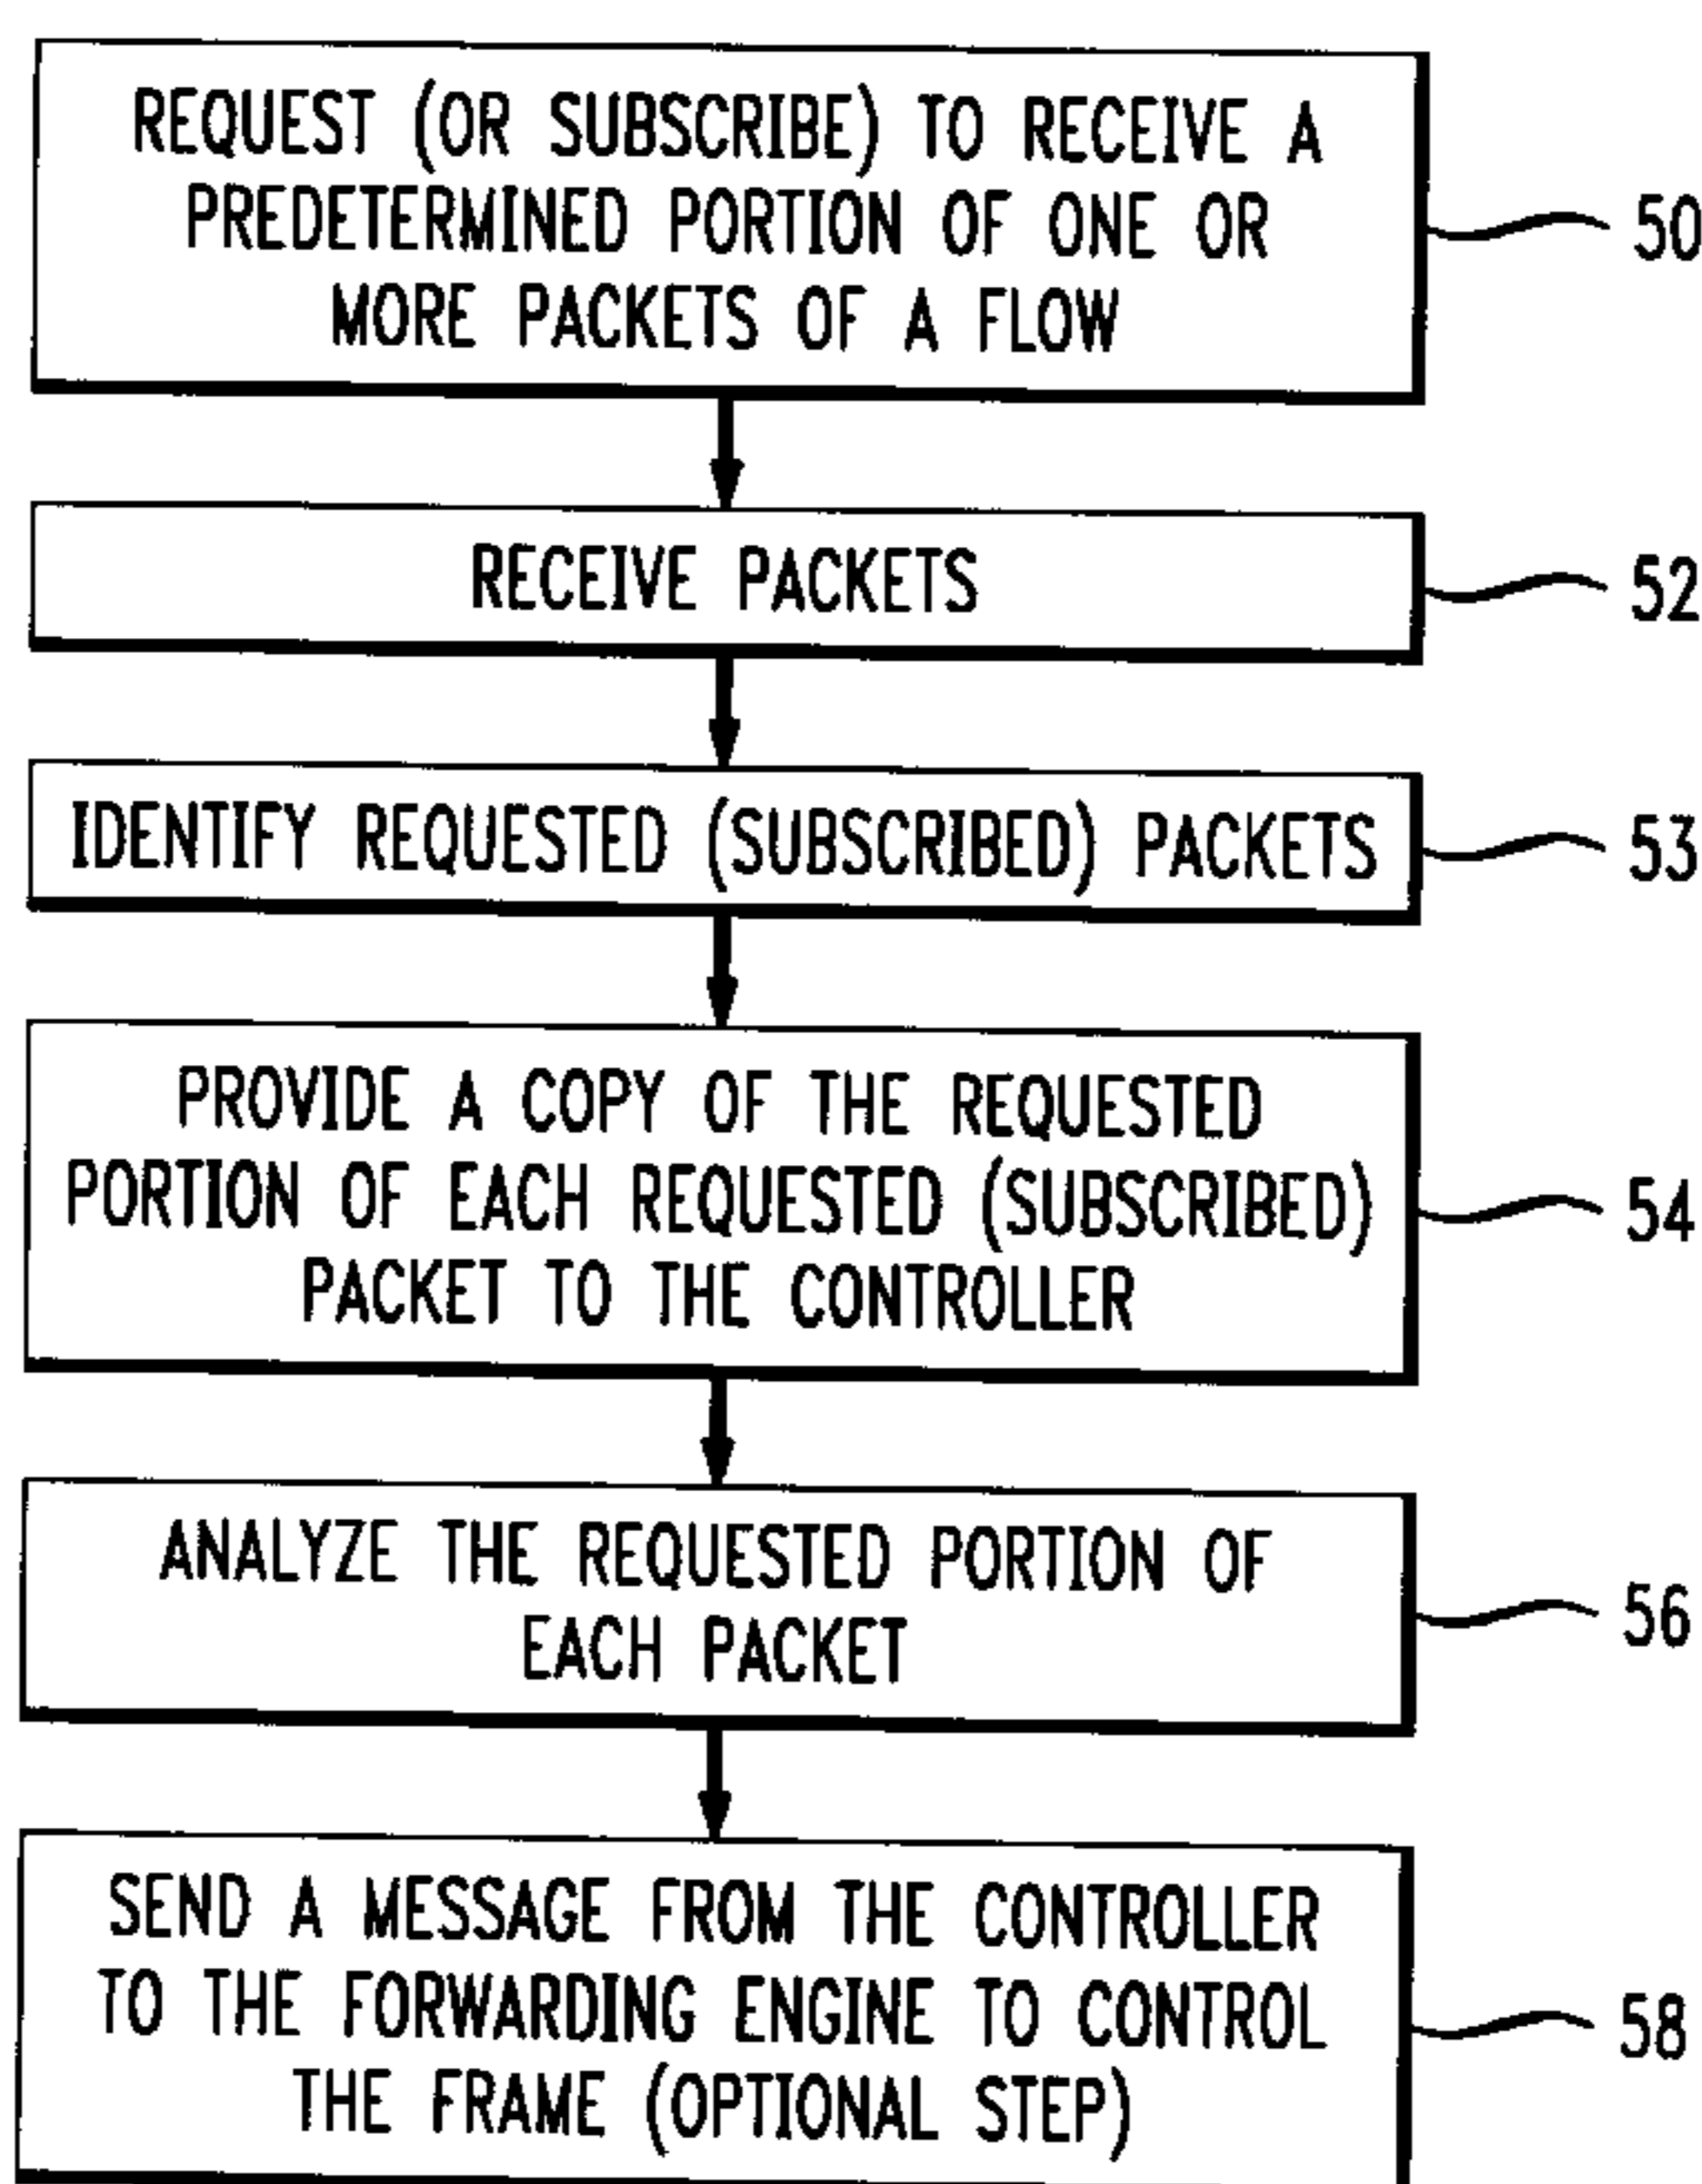 REQUEST (OR SUBSCRIBE) TO RECEIVE A
PREDETERMINED PORTION OF ONE OR
MORE PACKETS OF A FLOW
50
RECEIVE PACKETS
52
IDENTIFY REQUESTED (SUBSCRIBED) PACKETS
53
PROVIDE A COPY OF THE REQUESTED
PORTION OF EACH REQUESTED (SUBSCRIBED)
PACKET TO THE CONTROLLER
54
ANALYZE THE REQUESTED PORTION OF
EACH PACKET
56
SEND A MESSAGE FROM THE CONTROLLER
TO THE FORWARDING ENGINE TO CONTROL
THE FRAME (OPTIONAL STEP)
58